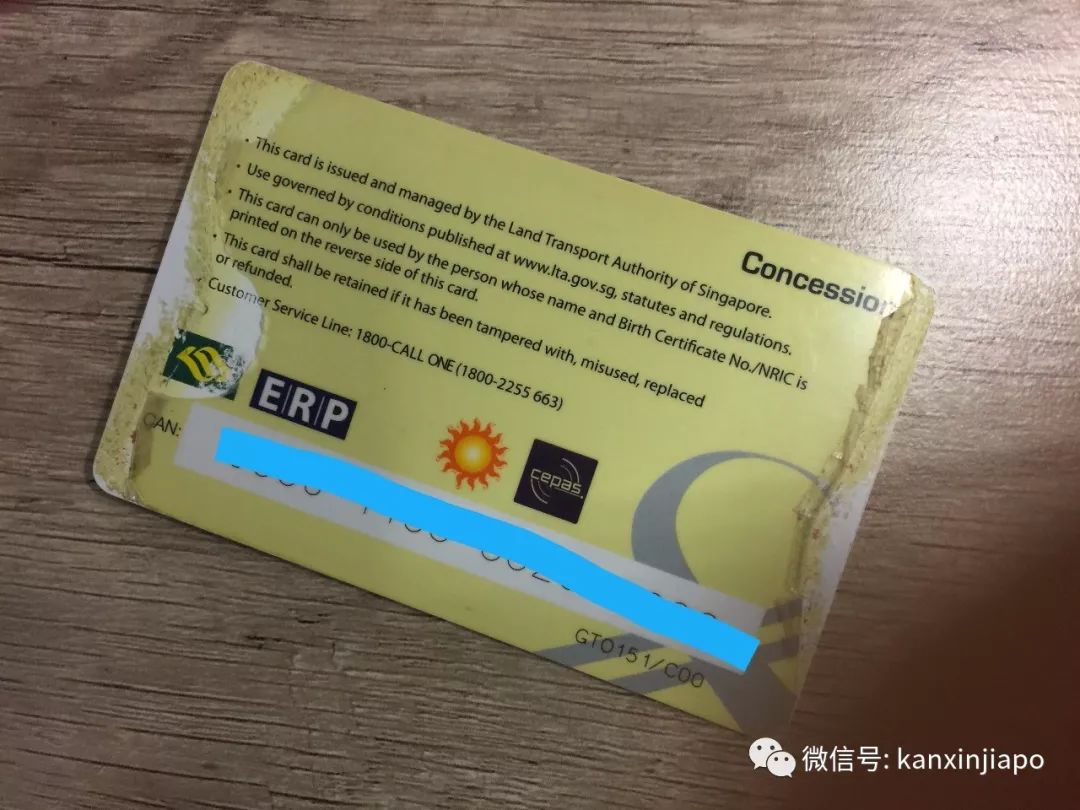 Concession
• This card is issued and managed by the Land Transport Authority of Singapore.
• Use governed by conditions published at www.lta.gov.sg, statutes and regulations.
• This card can only be used by the person whose name and Birth Certificate No./NRIC is
printed on the reverse side of this card.
• This card shall be retained if it has been tampered with, misused, replaced
or refunded.
Customer Service Line: 1800-CALL ONE (1800-2255 663)
ERP
cepas
CAN:
GTO151/C00
微信号: kanxinjiapo